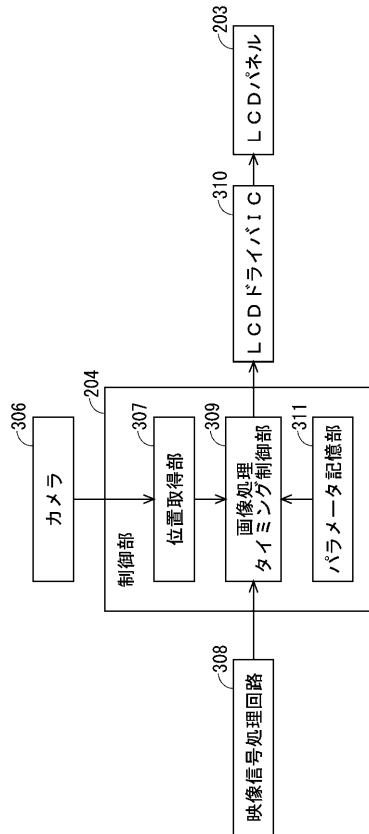 306
カメラ
204
制御部
307
位置取得部
308
映像信号処理回路
309
画像処理
タイミング制御部
310
LCDドライバIC
203
LCDパネル
311
パラメータ記憶部